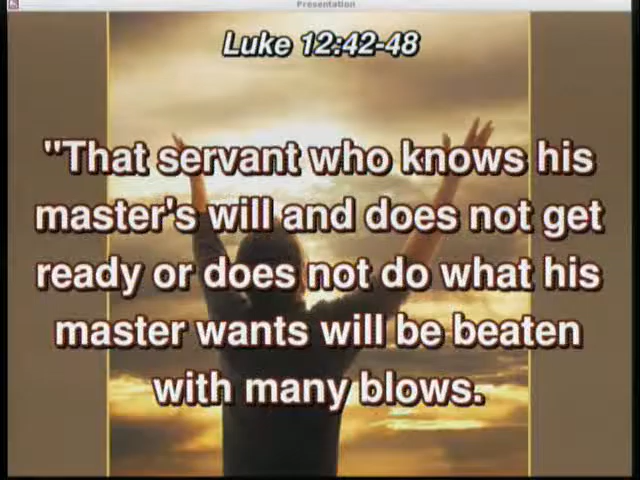 Presentation
Luke 12:42-48
"That servant who knows his
master's will and does not get
ready or does not do what his
master wants will be beaten
with many blows.